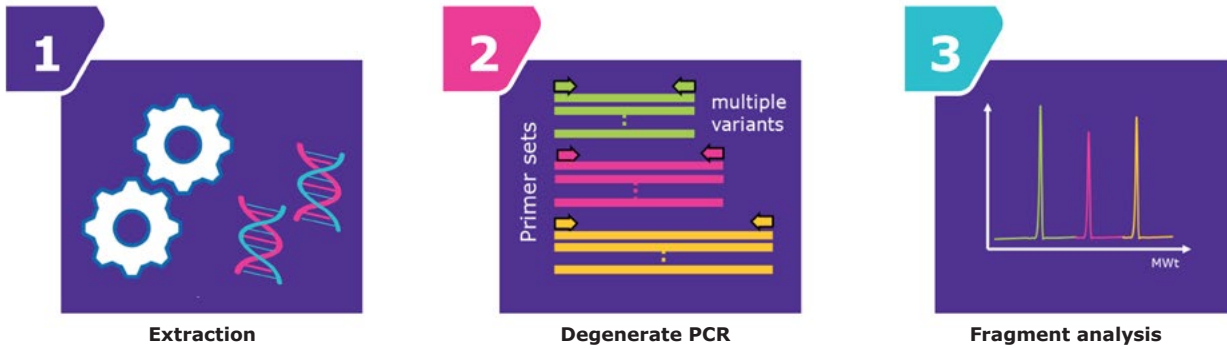 1
2
3
Primer sets
multiple
variants
MWt
Extraction
Degenerate PCR
Fragment analysis